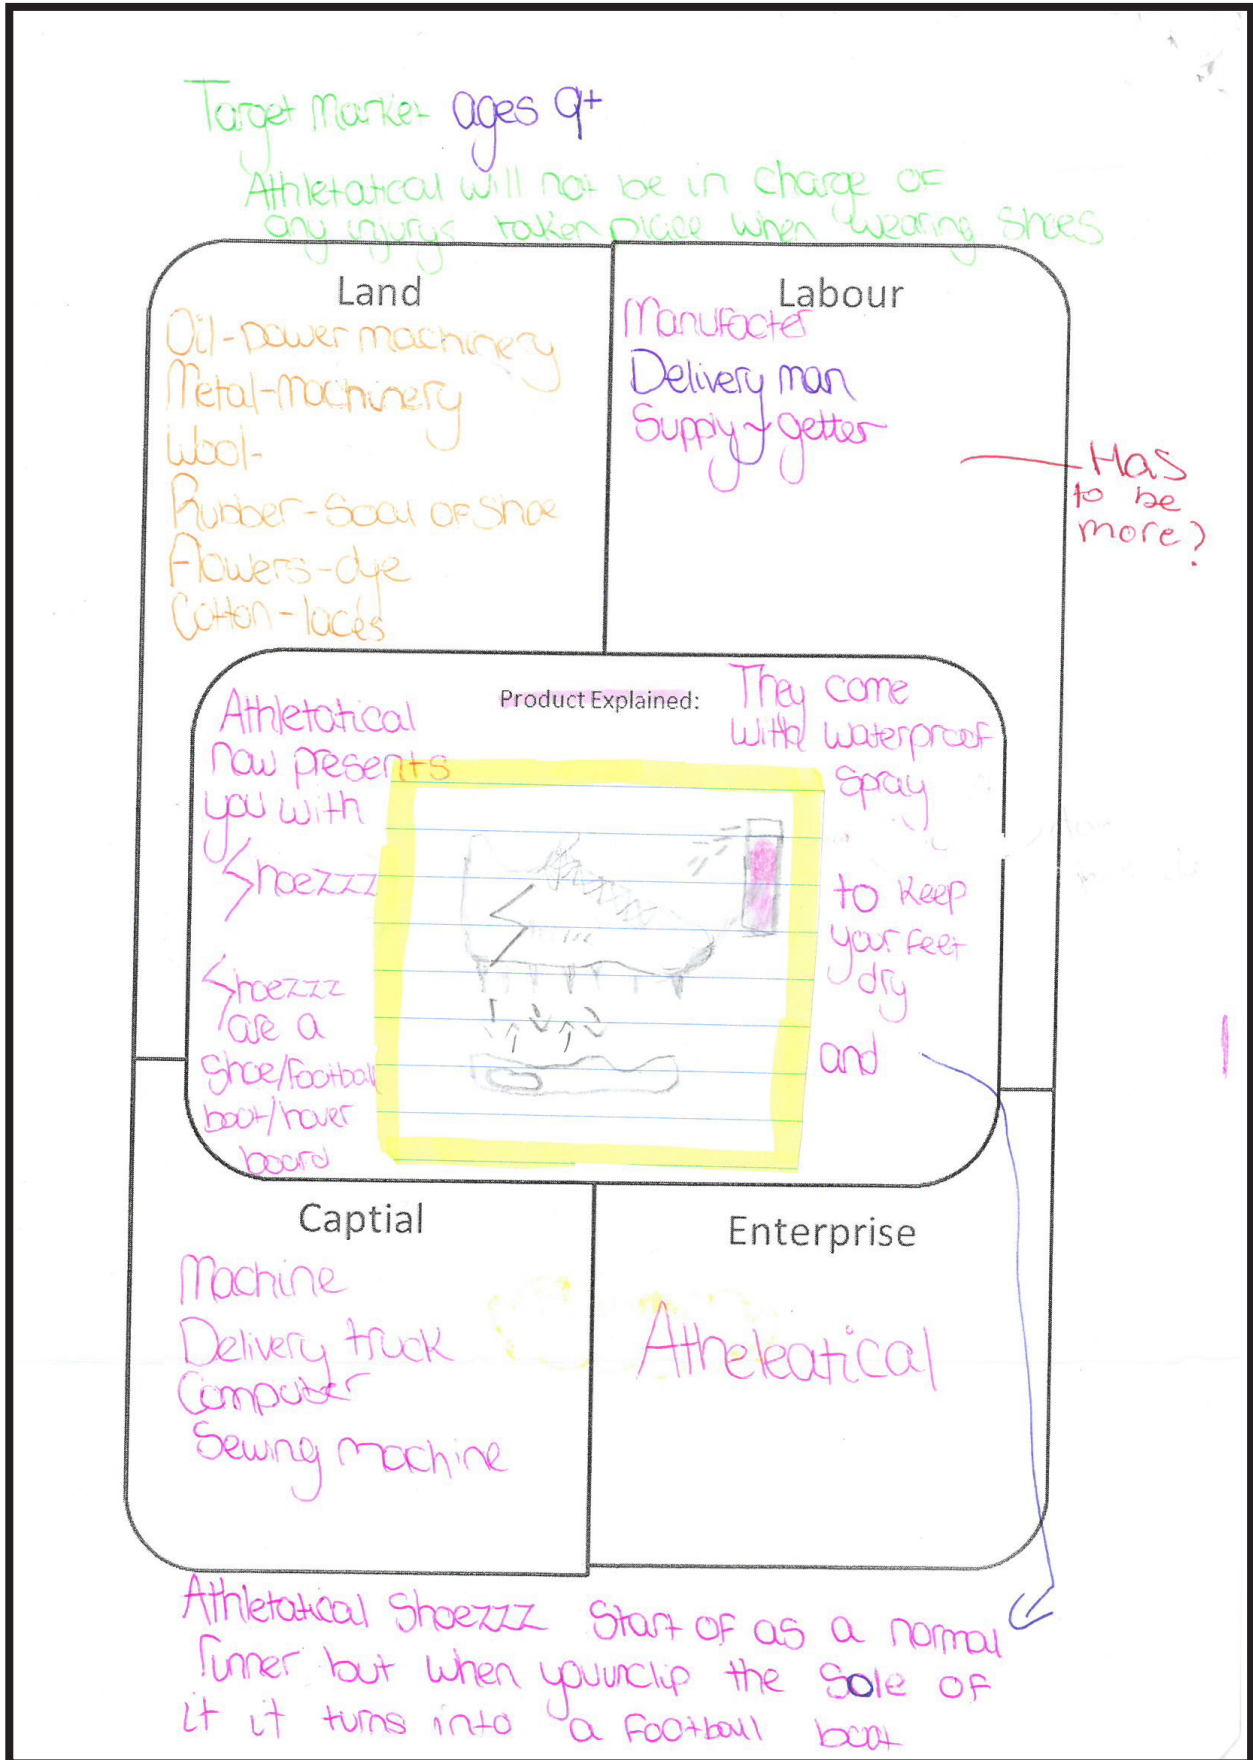 Target Market ages 9+
Athletatical will not be in charge of
any injurys taken place when wearing shoes
Land
Oil-power machinery
Metal-machinery
Wool-
Rubber-Soal of Shoe
Flowers-dye
Cotton-laces
Labour
Manufacter
Delivery man
Supply-getter
Has
to be
more?
Product Explained:
Athletatical
now presents
you with
Shoezzz
Shoezzz
are a
Shoe/football
boot/hover
board
They come
with waterproof
spray
to keep
your feet
dry
and
Captial
Machine
Delivery truck
Computer
Sewing machine
Enterprise
Atheleatical
Athletatical Shoezzz Start of as a normal
runner but when you unclip the Sole of
it it turns into a football boot